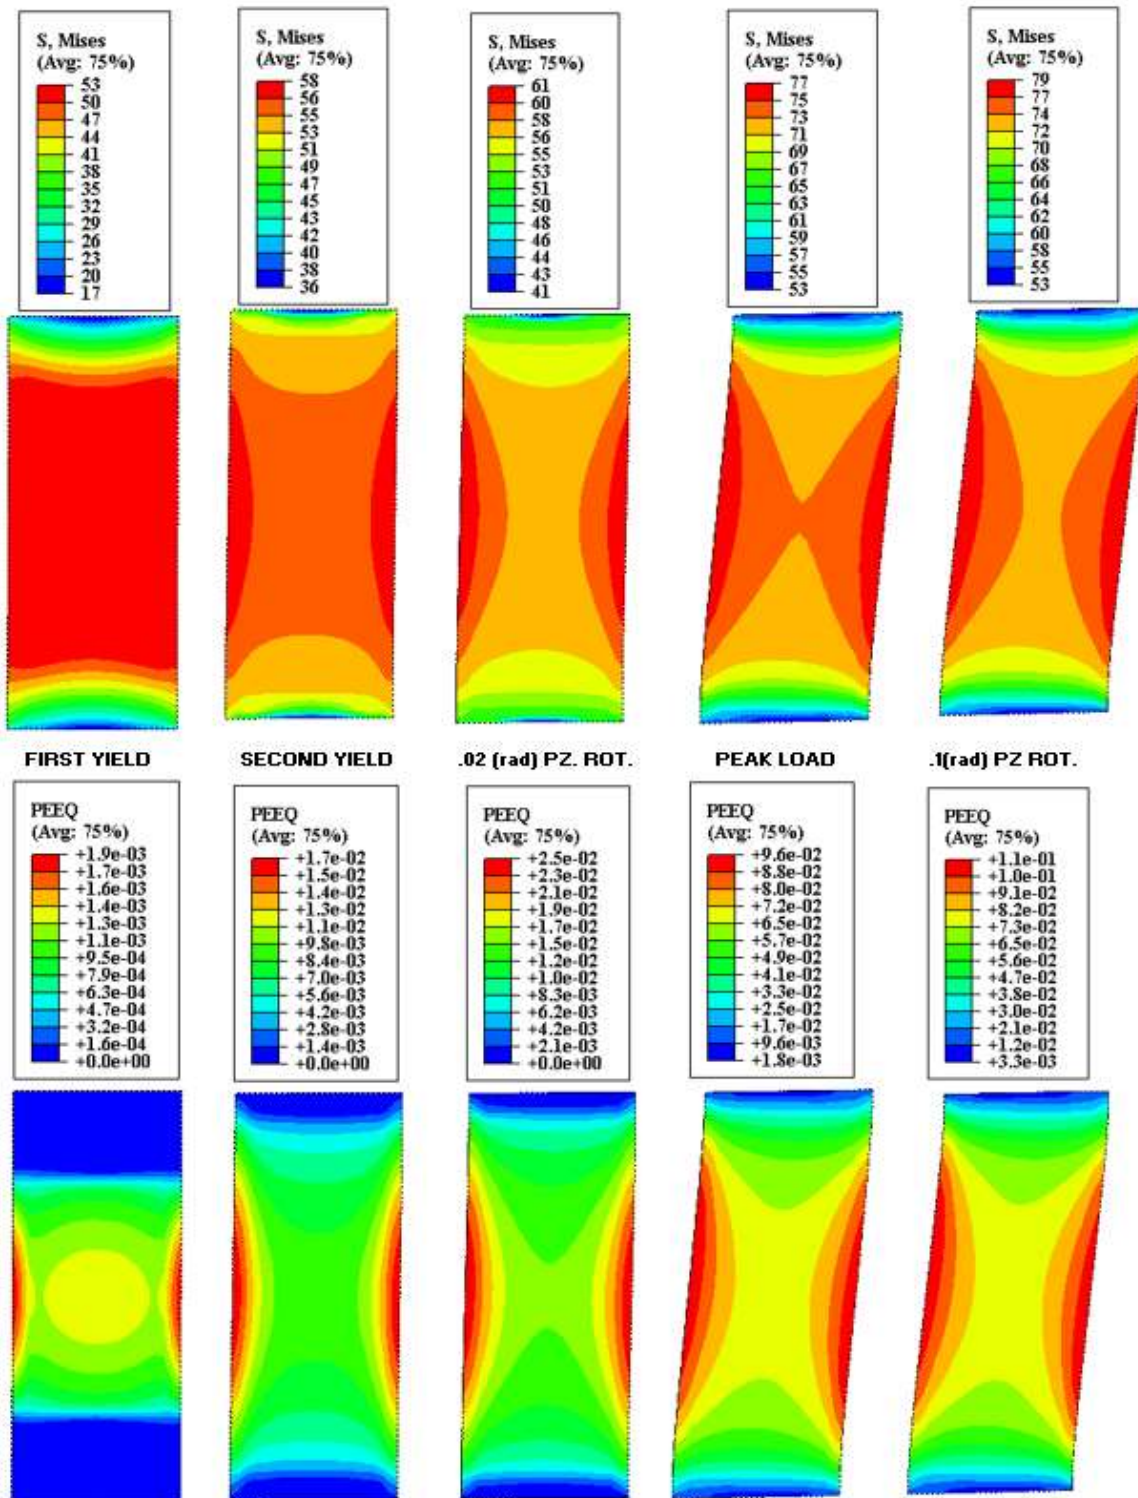 S, Mises
(Avg: 75%)
53
50
47
44
41
38
35
32
29
26
23
20
17
S, Mises
(Avg: 75%)
58
56
55
53
51
49
47
45
43
42
40
38
36
S, Mises
(Avg: 75%)
61
60
58
56
55
53
51
50
48
46
44
43
41
S, Mises
(Avg: 75%)
77
75
73
71
69
67
65
63
61
59
57
55
53
S, Mises
(Avg: 75%)
79
77
74
72
70
68
66
64
62
60
58
55
53
FIRST YIELD
SECOND YIELD
.02 (rad) PZ. ROT.
PEAK LOAD
.1(rad) PZ ROT.
PEEQ
(Avg: 75%)
+1.9e-03
+1.7e-03
+1.6e-03
+1.4e-03
+1.3e-03
+1.1e-03
+9.5e-04
+7.9e-04
+6.3e-04
+4.7e-04
+3.2e-04
+1.6e-04
+0.0e+00
PEEQ
(Avg: 75%)
+1.7e-02
+1.5e-02
+1.4e-02
+1.3e-02
+1.1e-02
+9.8e-03
+8.4e-03
+7.0e-03
+5.6e-03
+4.2e-03
+2.8e-03
+1.4e-03
+0.0e+00
PEEQ
(Avg: 75%)
+2.5e-02
+2.3e-02
+2.1e-02
+1.9e-02
+1.7e-02
+1.5e-02
+1.2e-02
+1.0e-02
+8.3e-03
+6.2e-03
+4.2e-03
+2.1e-03
+0.0e+00
PEEQ
(Avg: 75%)
+9.6e-02
+8.8e-02
+8.0e-02
+7.2e-02
+6.5e-02
+5.7e-02
+4.9e-02
+4.1e-02
+3.3e-02
+2.5e-02
+1.7e-02
+9.6e-03
+1.8e-03
PEEQ
(Avg: 75%)
+1.1e-01
+1.0e-01
+9.1e-02
+8.2e-02
+7.3e-02
+6.5e-02
+5.6e-02
+4.7e-02
+3.8e-02
+3.0e-02
+2.1e-02
+1.2e-02
+3.3e-03